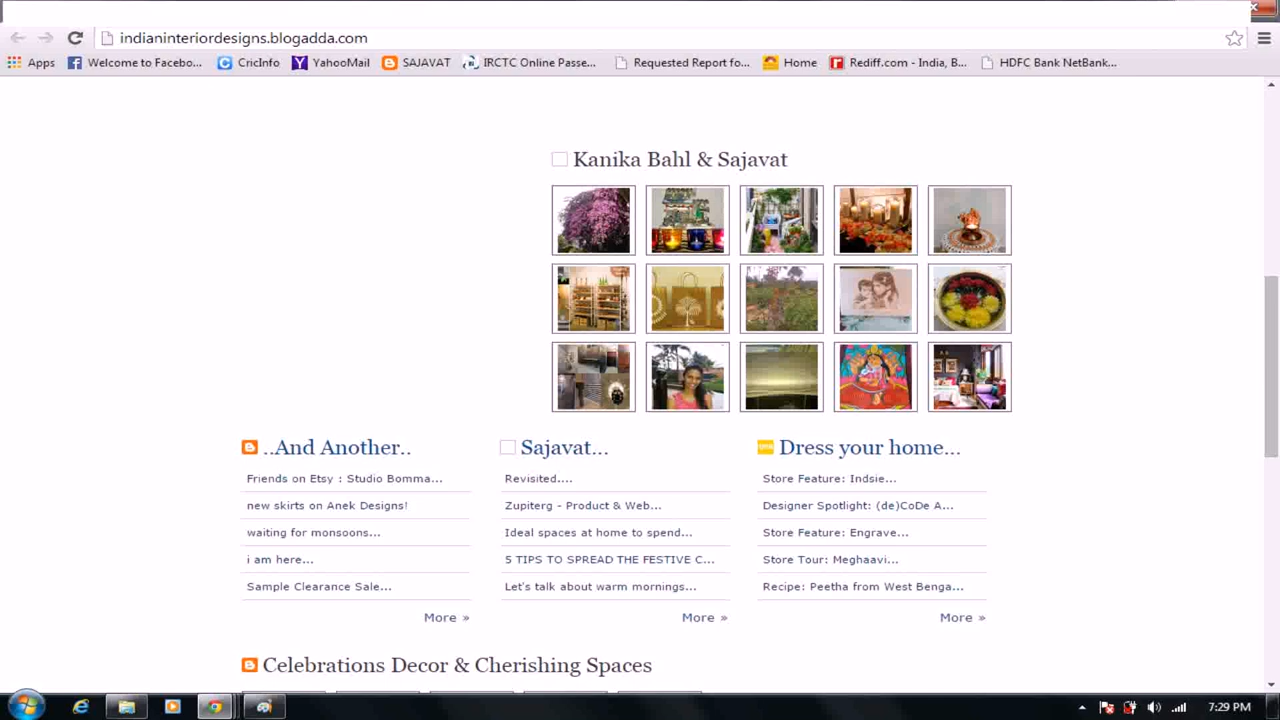 indianinteriordesigns.blogadda.com
Apps Welcome to Facebo... CricInfo YahooMail SAJAVAT IRCTC Online Passe... Requested Report fo... Home Rediff.com - India, B... HDFC Bank NetBank...
Kanika Bahl & Sajavat
..And Another..
Friends on Etsy : Studio Bomma...
new skirts on Anek Designs!
waiting for monsoons...
i am here...
Sample Clearance Sale...
More »
Sajavat...
Revisited....
Zupiterg - Product & Web...
Ideal spaces at home to spend...
5 TIPS TO SPREAD THE FESTIVE C...
Let's talk about warm mornings...
More »
Dress your home...
Store Feature: Indsie...
Designer Spotlight: (de)CoDe A...
Store Feature: Engrave...
Store Tour: Meghaavi...
Recipe: Peetha from West Benga...
More »
Celebrations Decor & Cherishing Spaces
7:29 PM